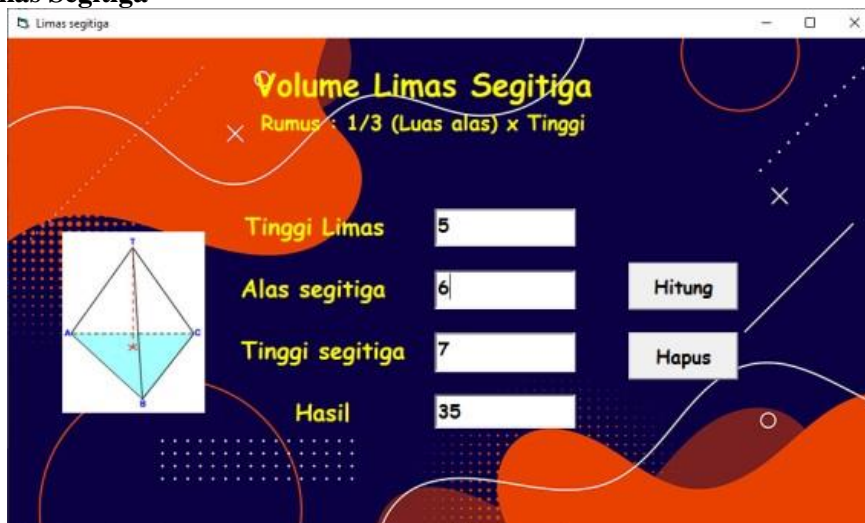 Limas segitiga
Volume Limas Segitiga
Rumus : 1/3 (Luas alas) x Tinggi
Tinggi Limas 5
Alas segitiga 6 Hitung
Tinggi segitiga 7 Hapus
Hasil 35
T
A C
B